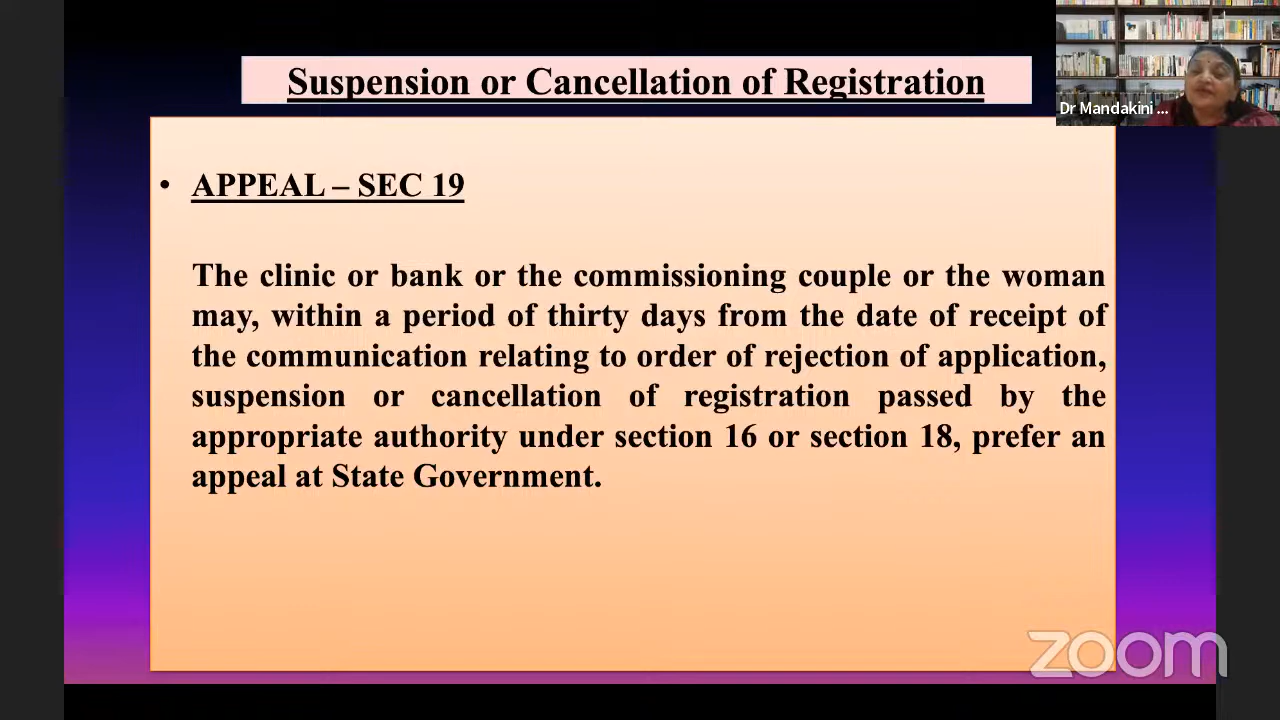 Suspension or Cancellation of Registration
Dr Mandakini ...
• APPEAL – SEC 19
The clinic or bank or the commissioning couple or the woman
may, within a period of thirty days from the date of receipt of
the communication relating to order of rejection of application,
suspension or cancellation of registration passed by the
appropriate authority under section 16 or section 18, prefer an
appeal at State Government.
zoom